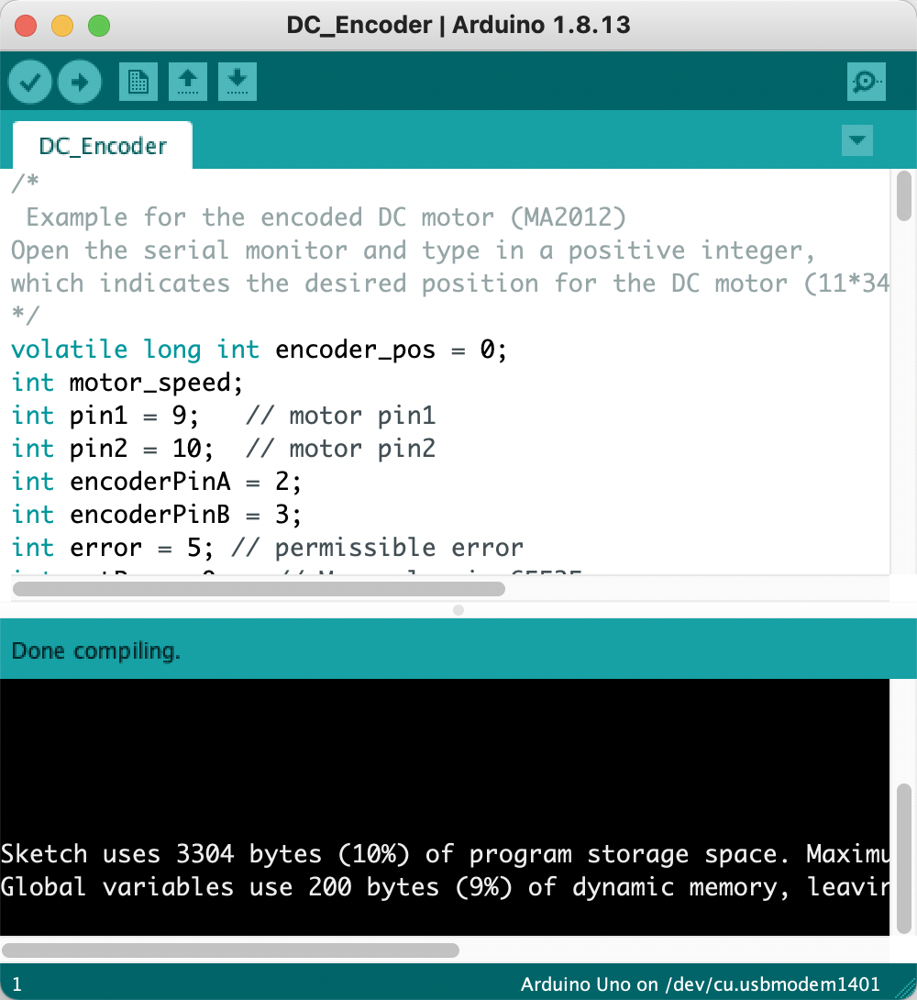 DC_Encoder | Arduino 1.8.13
DC_Encoder
/*
 Example for the encoded DC motor (MA2012)
Open the serial monitor and type in a positive integer,
which indicates the desired position for the DC motor (11*34
*/
volatile long int encoder_pos = 0;
int motor_speed;
int pin1 = 9;   // motor pin1
int pin2 = 10;  // motor pin2
int encoderPinA = 2;
int encoderPinB = 3;
int error = 5; // permissible error
Done compiling.
Sketch uses 3304 bytes (10%) of program storage space. Maximu
Global variables use 200 bytes (9%) of dynamic memory, leavin
1
Arduino Uno on /dev/cu.usbmodem1401